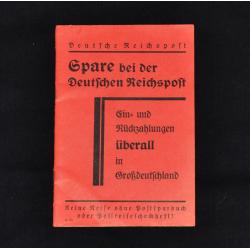 Deutsche Reichspost
Spare bei der
Deutschen Reichspost
Ein- und
Rückzahlungen
überall
in
Großdeutschland
Keine Reise ohne Postsparbuch
oder Postreisescheckheft!